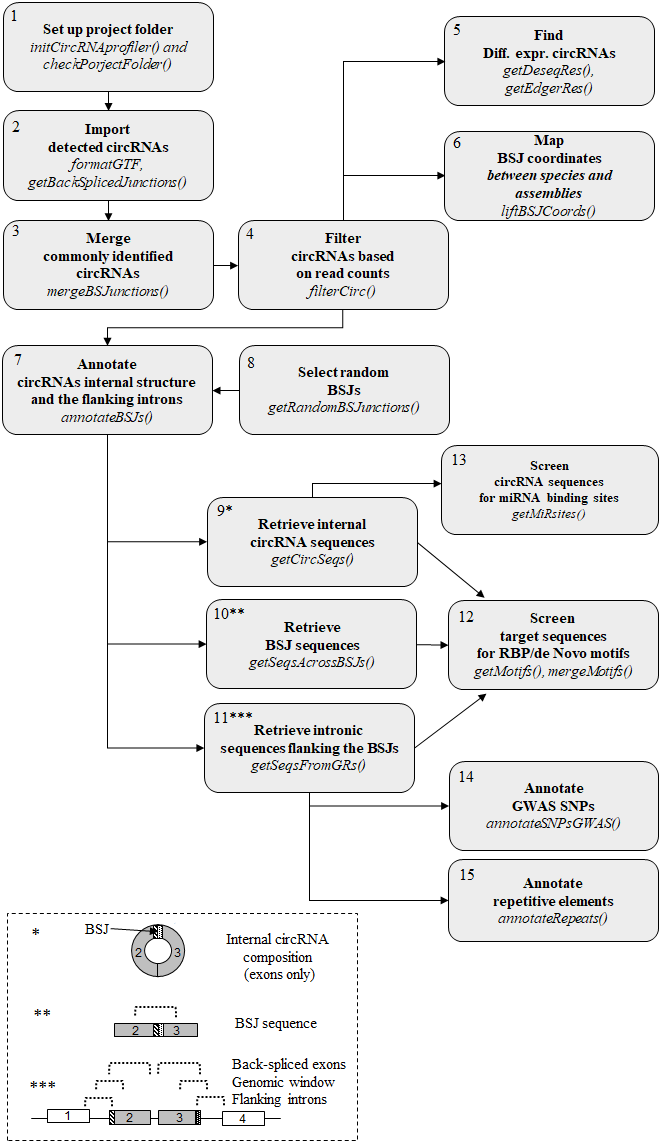 1
Set up project folder
initCircRNAprofiler() and
checkPorjectFolder()
2
Import
detected circRNAs
formatGTF,
getBackSplicedJunctions()
3
Merge
commonly identified
circRNAs
mergeBSJunctions()
4
Filter
circRNAs based
on read counts
filterCirc()
5
Find
Diff. expr. circRNAs
getDeseqRes(),
getEdgerRes()
6
Map
BSJ coordinates
between species and
assemblies
liftBSJCoords()
7
Annotate
circRNAs internal structure
and the flanking introns
annotateBSJs()
8
Select random
BSJs
getRandomBSJunctions()
9*
Retrieve internal
circRNA sequences
getCircSeqs()
10**
Retrieve
BSJ sequences
getSeqsAcrossBSJs()
11***
Retrieve intronic
sequences flanking the BSJs
getSeqsFromGRs()
13
Screen
circRNA sequences
for miRNA binding sites
getMiRsites()
12
Screen
target sequences
for RBP/de Novo motifs
getMotifs(), mergeMotifs()
14
Annotate
GWAS SNPs
annotateSNPsGWAS()
15
Annotate
repetitive elements
annotateRepeats()
*
BSJ
2 3
Internal circRNA
composition
(exons only)
**
2 3
BSJ sequence
***
Back-spliced exons
Genomic window
Flanking introns
1 2 3 4